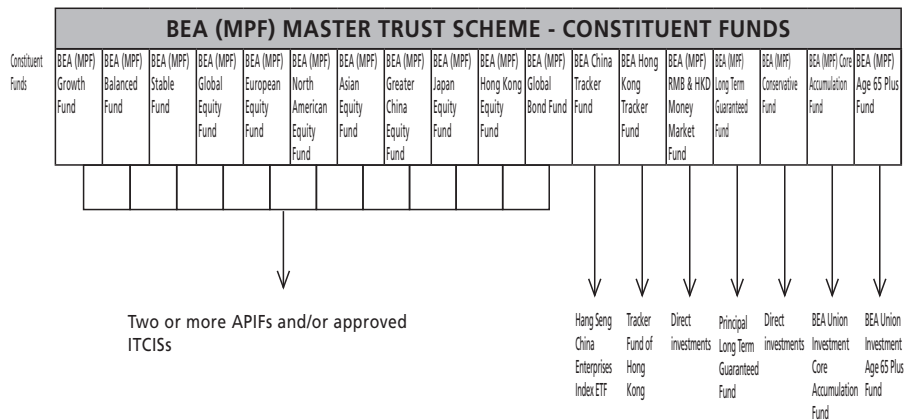 BEA (MPF) MASTER TRUST SCHEME - CONSTITUENT FUNDS
Constituent
Funds
BEA (MPF)
Growth
Fund
BEA (MPF)
Balanced
Fund
BEA (MPF)
Stable
Fund
BEA (MPF)
Global
Equity
Fund
BEA (MPF)
European
Equity
Fund
BEA (MPF)
North
American
Equity
Fund
BEA (MPF)
Asian
Equity
Fund
BEA (MPF)
Greater
China
Equity
Fund
BEA (MPF)
Japan
Equity
Fund
BEA (MPF)
Hong Kong
Equity
Fund
BEA (MPF)
Global
Bond Fund
BEA China
Tracker
Fund
BEA Hong
Kong
Tracker
Fund
BEA (MPF)
RMB & HKD
Money
Market
Fund
BEA (MPF)
Long Term
Guaranteed
Fund
BEA (MPF)
Conservative
Fund
BEA (MPF) Core
Accumulation
Fund
BEA (MPF)
Age 65 Plus
Fund
Two or more APIFs and/or approved
ITCISs
Hang Seng
China
Enterprises
Index ETF
Tracker
Fund of
Hong
Kong
Direct
investments
Principal
Long Term
Guaranteed
Fund
Direct
investments
BEA Union
Investment
Core
Accumulation
Fund
BEA Union
Investment
Age 65 Plus
Fund